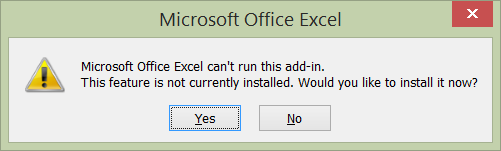 Microsoft Office Excel
Microsoft Office Excel can't run this add-in.
This feature is not currently installed. Would you like to install it now?
Yes
No